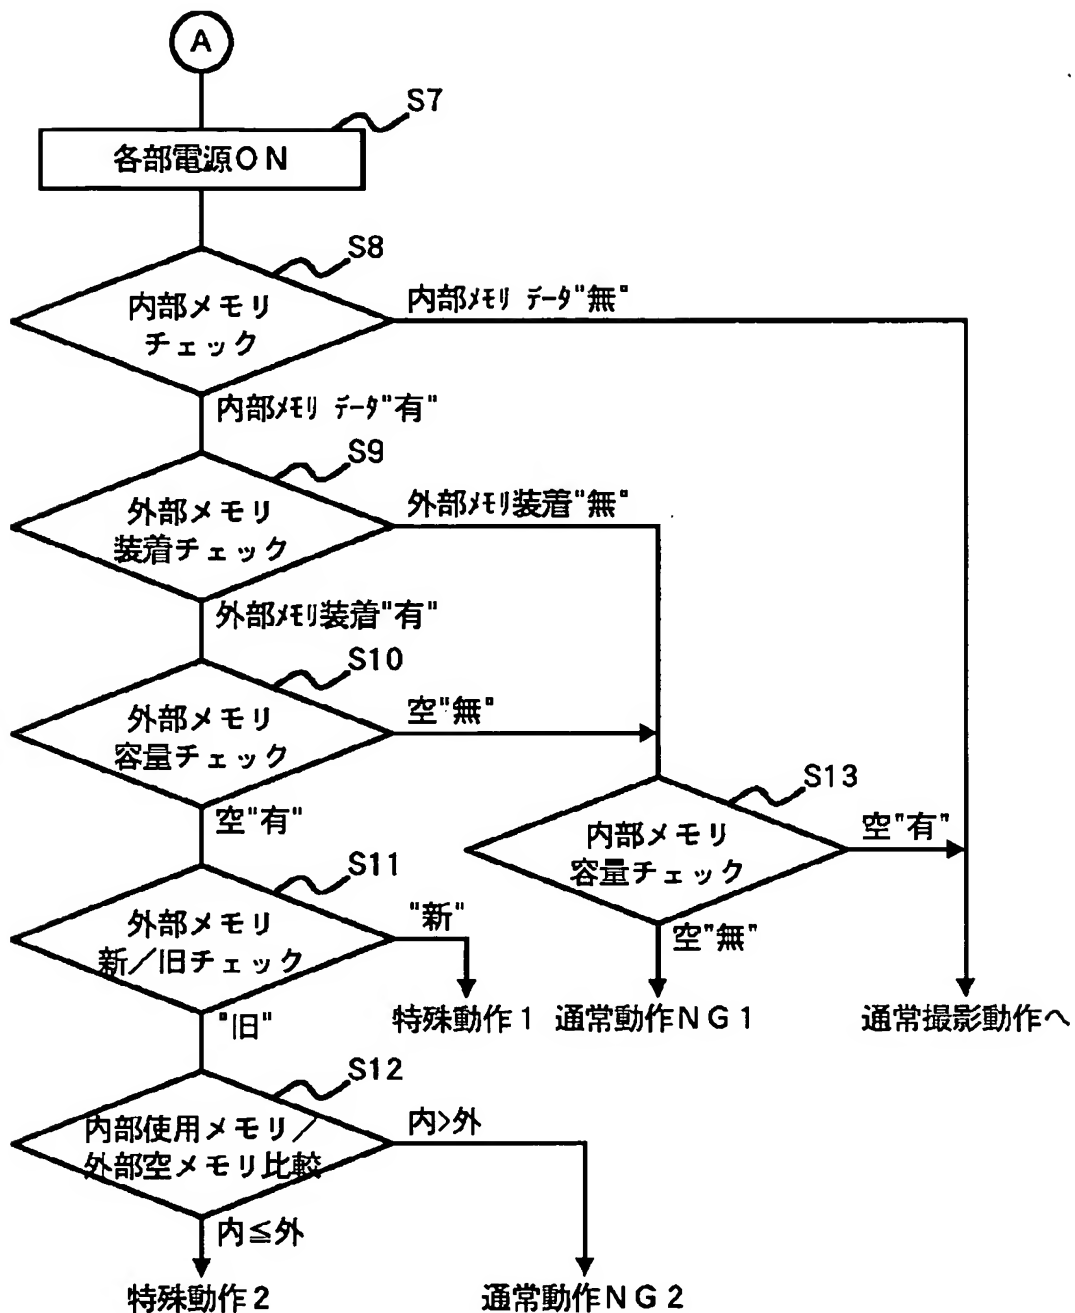 A
S7
各部電源ON
S8
内部メモリ
チェック
内部ﾒﾓﾘ ﾃﾞｰﾀ"無"
内部ﾒﾓﾘ ﾃﾞｰﾀ"有"
S9
外部メモリ
装着チェック
外部ﾒﾓﾘ装着"無"
外部ﾒﾓﾘ装着"有"
S10
外部メモリ
容量チェック
空"無"
空"有"
S13
内部メモリ
容量チェック
空"有"
空"無"
S11
外部メモリ
新／旧チェック
"新"
"旧"
特殊動作1
通常動作NG1
通常撮影動作へ
S12
内部使用メモリ／
外部空メモリ比較
内>外
内≦外
特殊動作2
通常動作NG2